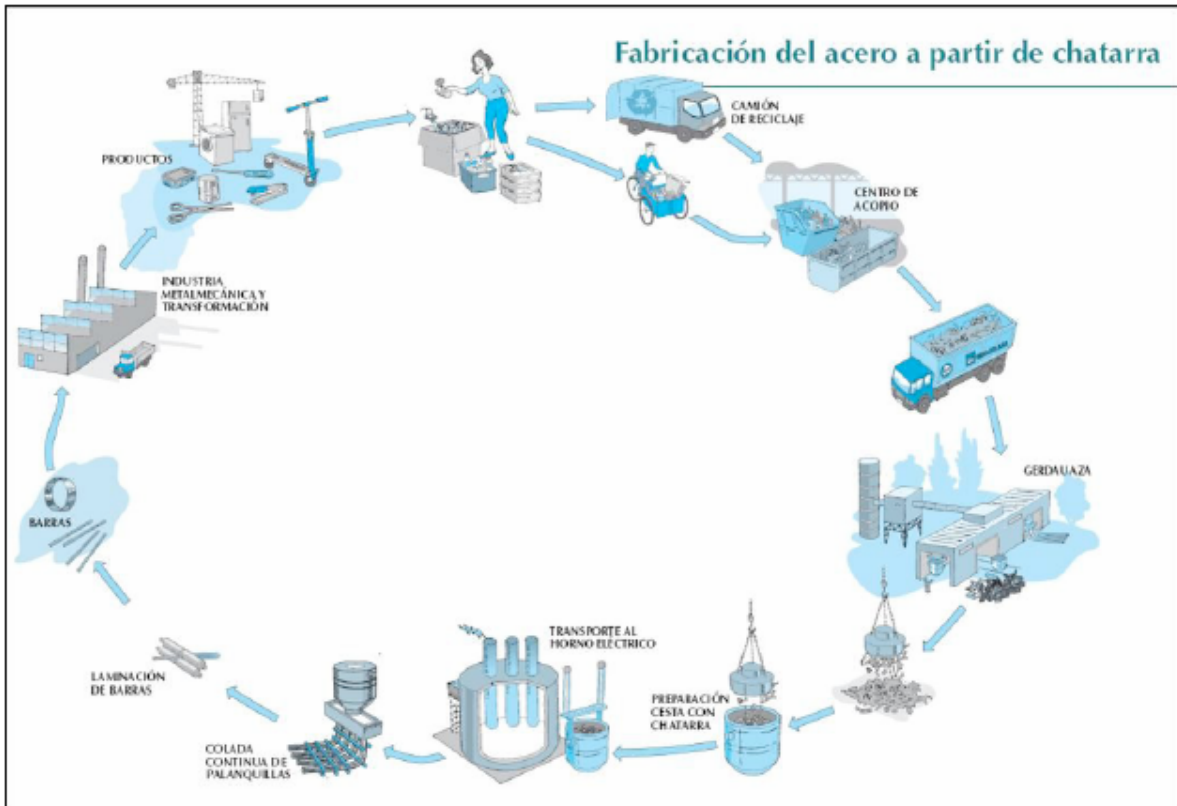 Fabricación del acero a partir de chatarra
CAMIÓN
DE RECICLAJE
PRODUCTOS
CENTRO DE
ACOPIO
INDUSTRIA
METALMECÁNICA Y
TRANSFORMACIÓN
GERDAU AZA
BARRAS
TRANSPORTE AL
HORNO ELÉCTRICO
LAMINACIÓN
DE BARRAS
PREPARACIÓN
CESTA CON
CHATARRA
COLADA
CONTINUA DE
PALANQUILLAS